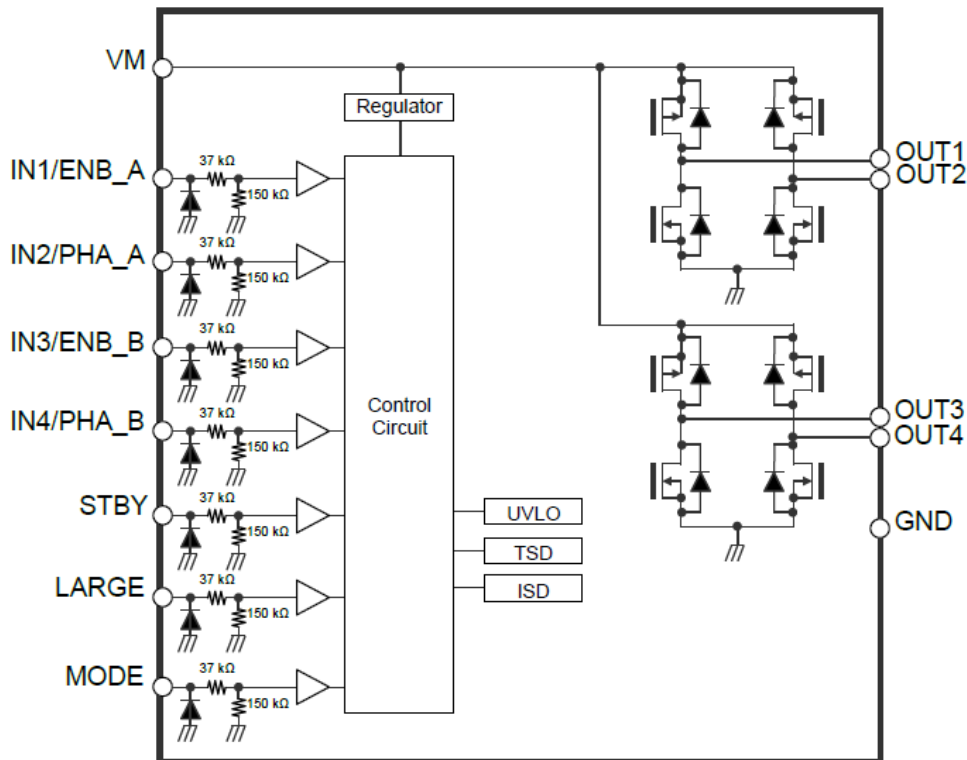 VM
Regulator
OUT1
OUT2
IN1/ENB_A
37 kΩ
150 kΩ
IN2/PHA_A
37 kΩ
150 kΩ
IN3/ENB_B
37 kΩ
150 kΩ
Control
Circuit
OUT3
OUT4
IN4/PHA_B
37 kΩ
150 kΩ
STBY
37 kΩ
150 kΩ
UVLO
GND
TSD
ISD
LARGE
37 kΩ
150 kΩ
MODE
37 kΩ
150 kΩ